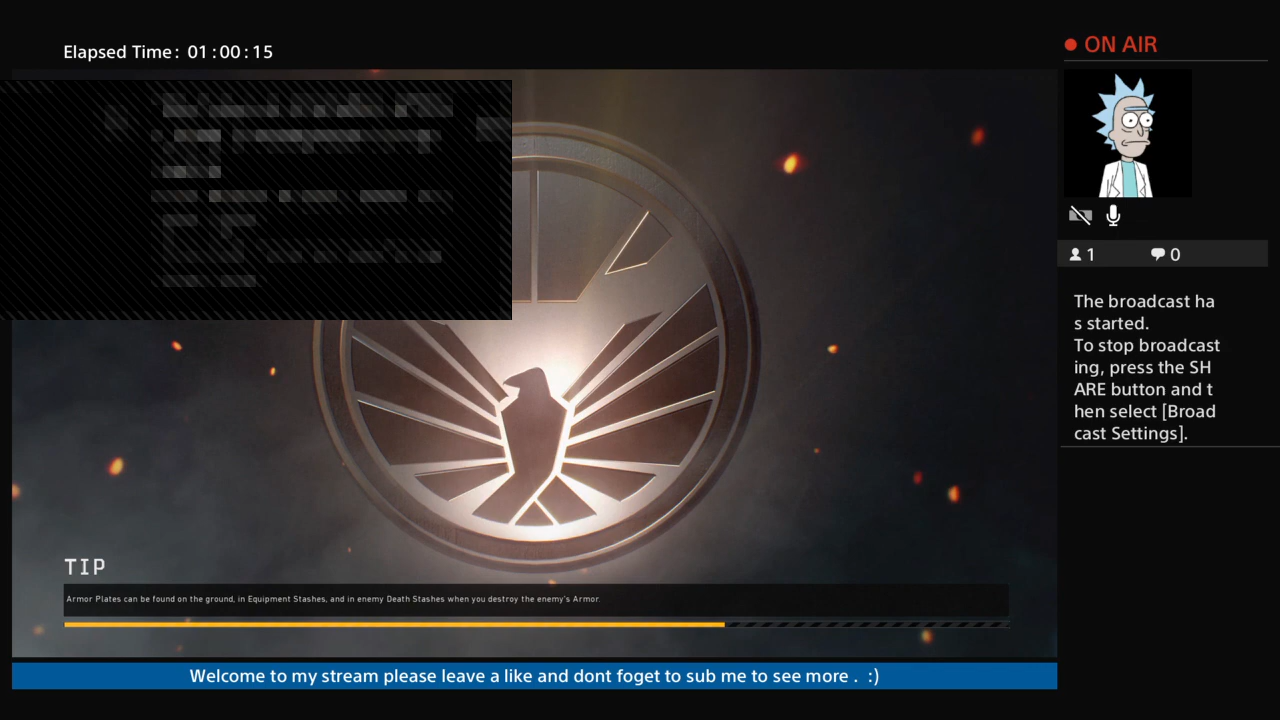 Elapsed Time: 01:00:15
ON AIR
1
0
The broadcast ha
s started.
To stop broadcast
ing, press the SH
ARE button and t
hen select [Broad
cast Settings].
TIP
Armor Plates can be found on the ground, in Equipment Stashes, and in enemy Death Stashes when you destroy the enemy's Armor.
Welcome to my stream please leave a like and dont foget to sub me to see more . :)